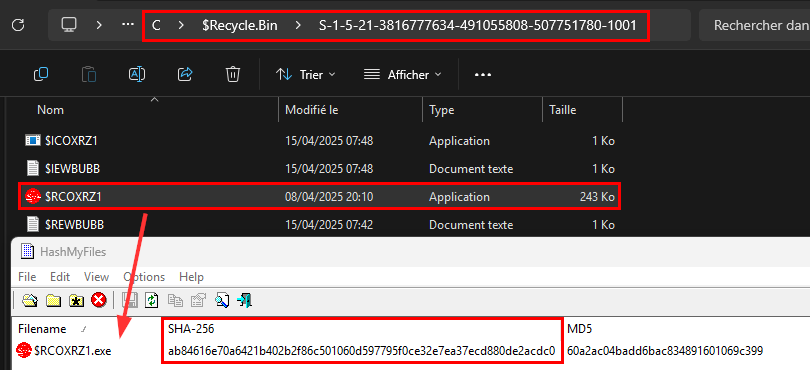 C > $Recycle.Bin > S-1-5-21-3816777634-491055808-507751780-1001
Rechercher dan
Trier
Afficher
Nom Modifié le Type Taille
$ICOXRZ1 15/04/2025 07:48 Application 1 Ko
$IEWBUBB 15/04/2025 07:48 Document texte 1 Ko
$RCOXRZ1 08/04/2025 20:10 Application 243 Ko
$REWBUBB 15/04/2025 07:42 Document texte 1 Ko
HashMyFiles
File Edit View Options Help
Filename / SHA-256 MD5
$RCOXRZ1.exe ab84616e70a6421b402b2f86c501060d597795f0ce32e7ea37ecd880de2acdc0 60a2ac04badd6bac834891601069c399